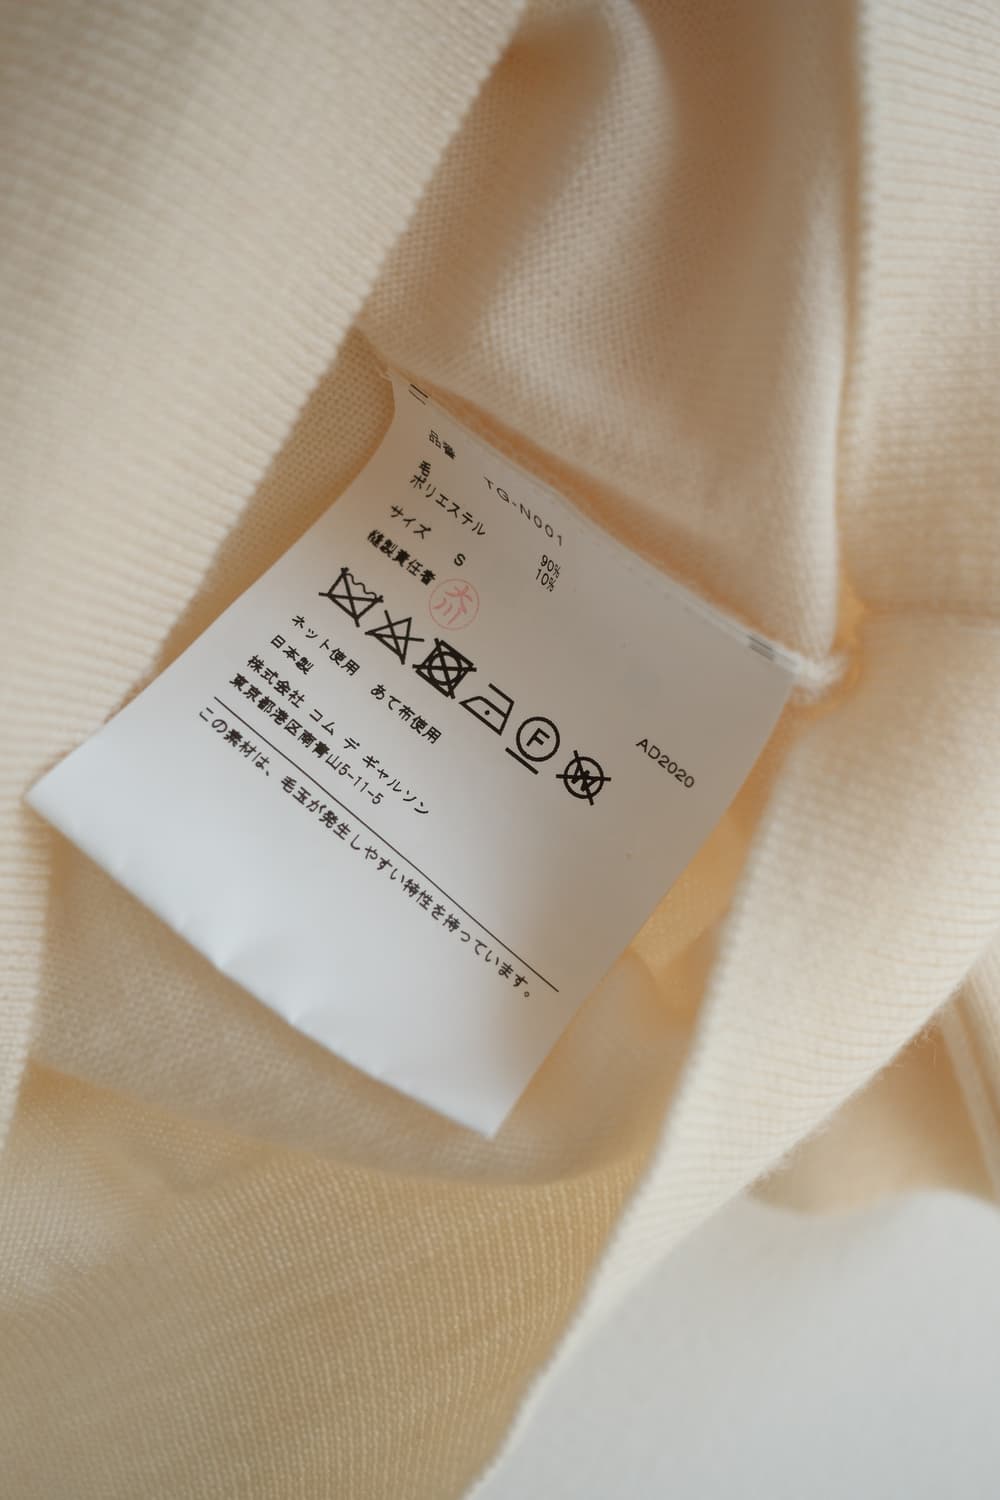 品番 TG-N001
毛 90%
ポリエステル 10%
サイズ S
縫製責任者 大川
F W
ネット使用 あて布使用
日本製
株式会社 コム デ ギャルソン
東京都港区南青山5-11-5
AD2020
この素材は、毛玉が発生しやすい特性を持っています。